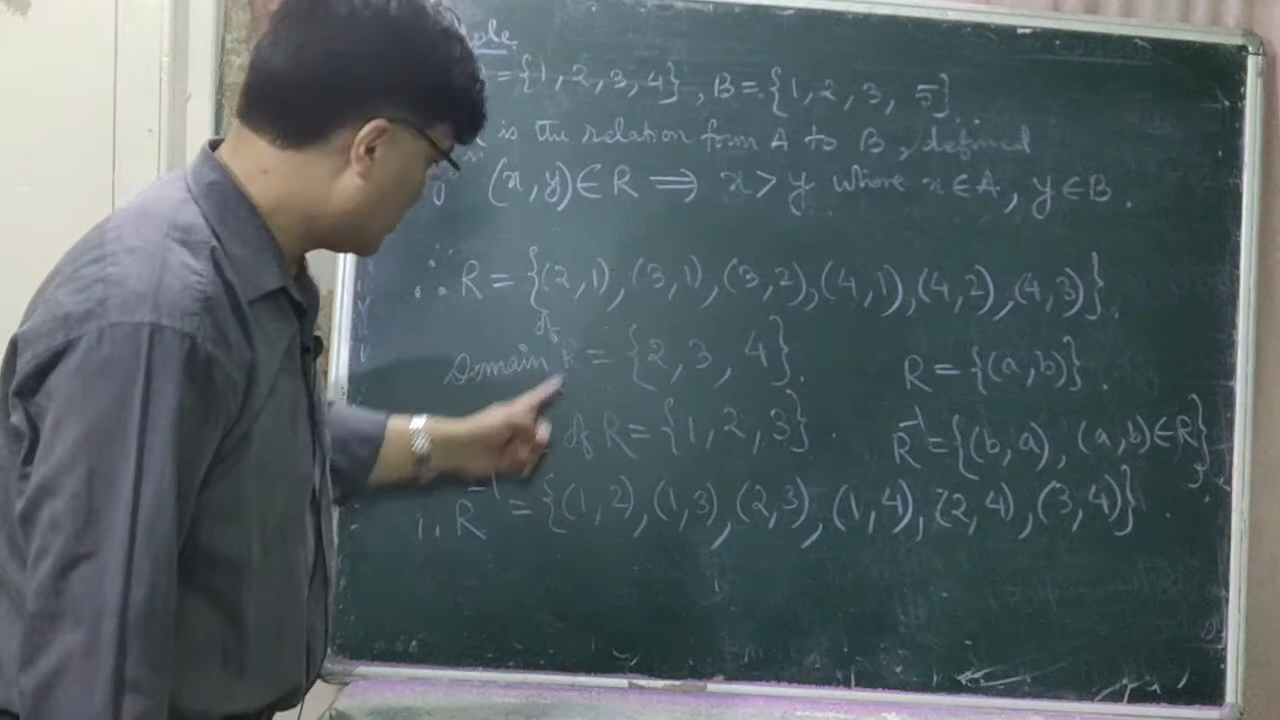 ={1,2,3,4}, B={1,2,3, 5}
is the relation form A to B, defined
(x,y)∈R ⟹ x>y where x∈A, y∈B.
∴ R = {(2,1),(3,1),(3,2),(4,1),(4,2),(4,3)}.
Domain of R = {2,3,4}.
R={(a,b)}.
of R={1,2,3}.
R⁻¹={(b,a), (a,b)∈R}.
∴ R⁻¹ = {(1,2),(1,3),(2,3),(1,4),(2,4),(3,4)}.